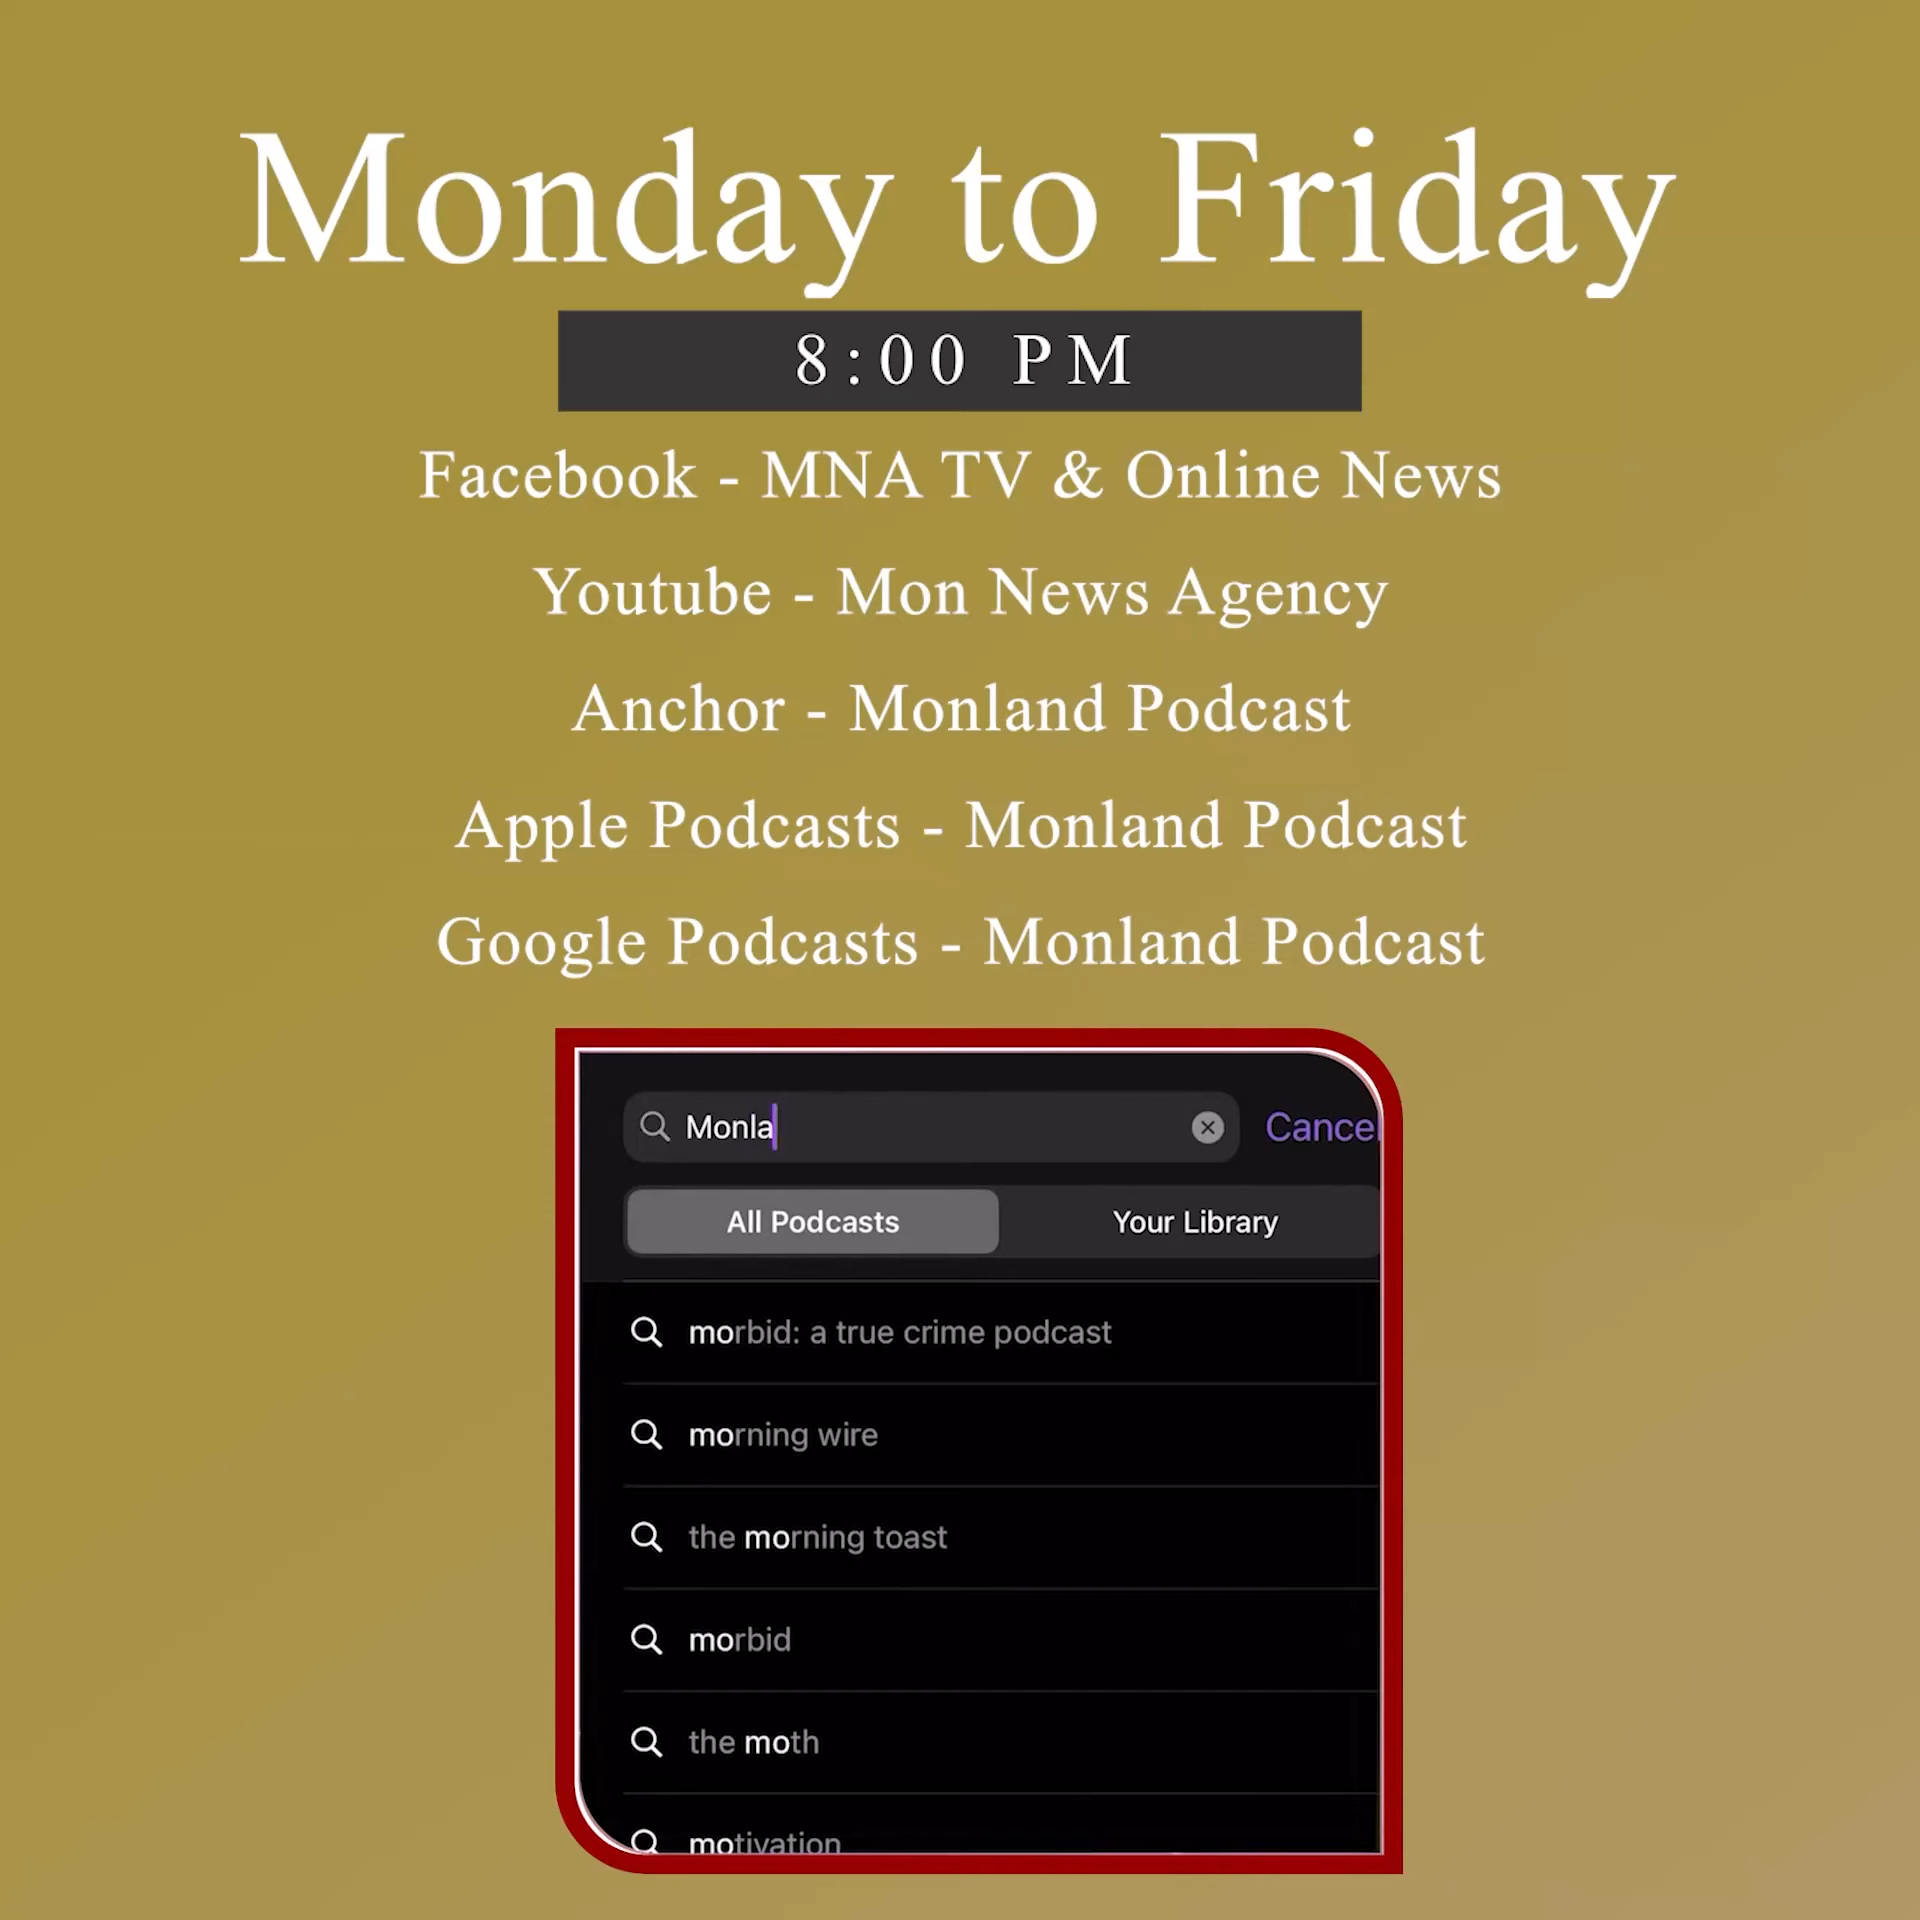 Monday to Friday
8:00 PM
Facebook - MNA TV & Online News
Youtube - Mon News Agency
Anchor - Monland Podcast
Apple Podcasts - Monland Podcast
Google Podcasts - Monland Podcast
Monla Cancel
All Podcasts Your Library
morbid: a true crime podcast
morning wire
the morning toast
morbid
the moth
motivation